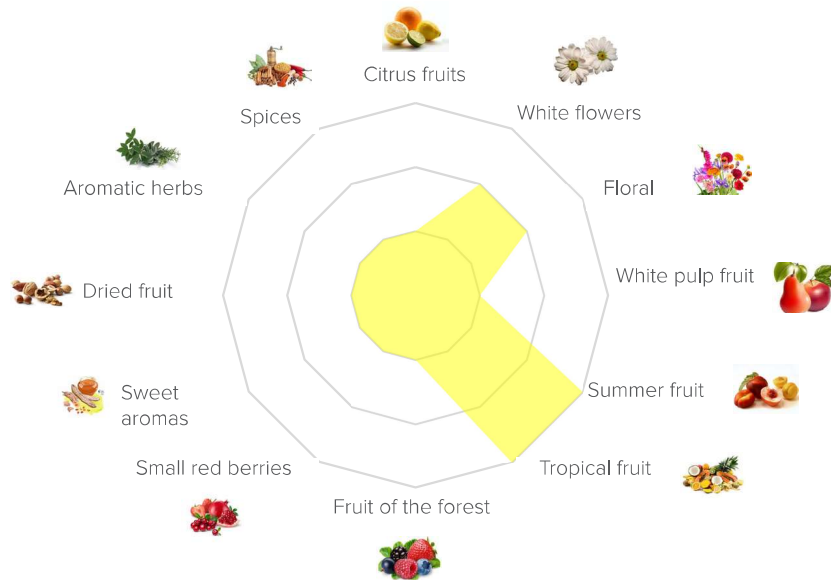 Citrus fruits
White flowers
Spices
Floral
Aromatic herbs
White pulp fruit
Dried fruit
Summer fruit
Sweet
aromas
Tropical fruit
Small red berries
Fruit of the forest